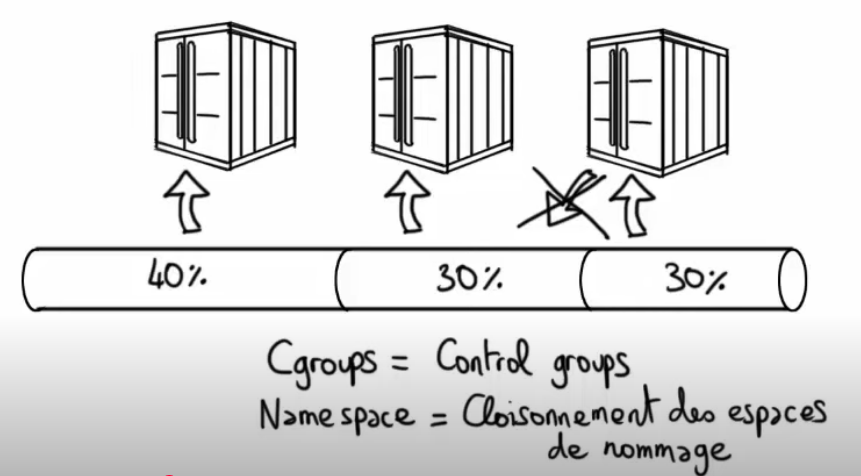 40%
30%
30%
Cgroups = Control groups
Namespace = Cloisonnement des espaces
de nommage